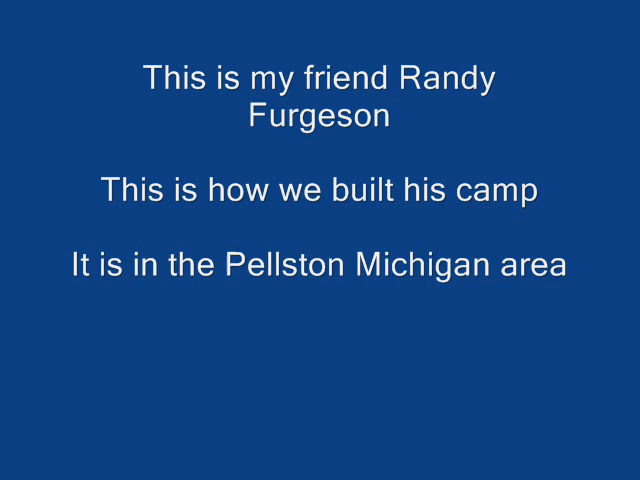 This is my friend Randy
Furgeson
This is how we built his camp
It is in the Pellston Michigan area